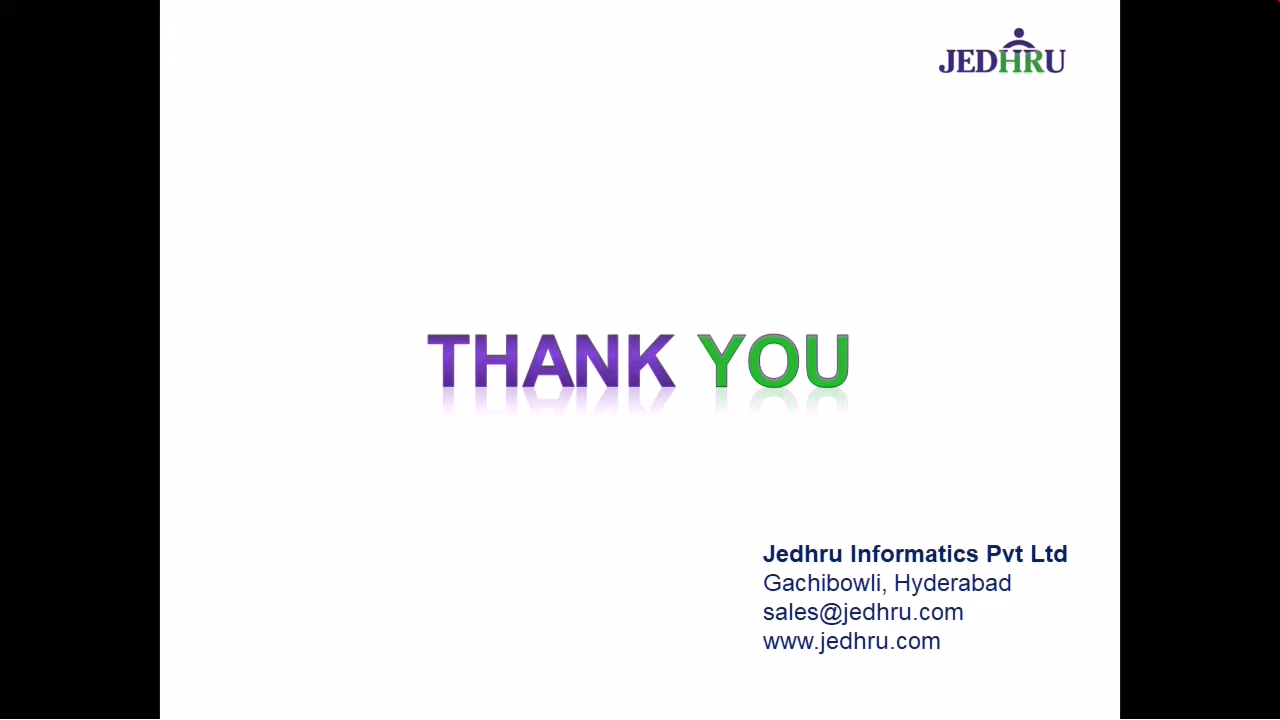 JEDHRU
THANK YOU
Jedhru Informatics Pvt Ltd
Gachibowli, Hyderabad
sales@jedhru.com
www.jedhru.com